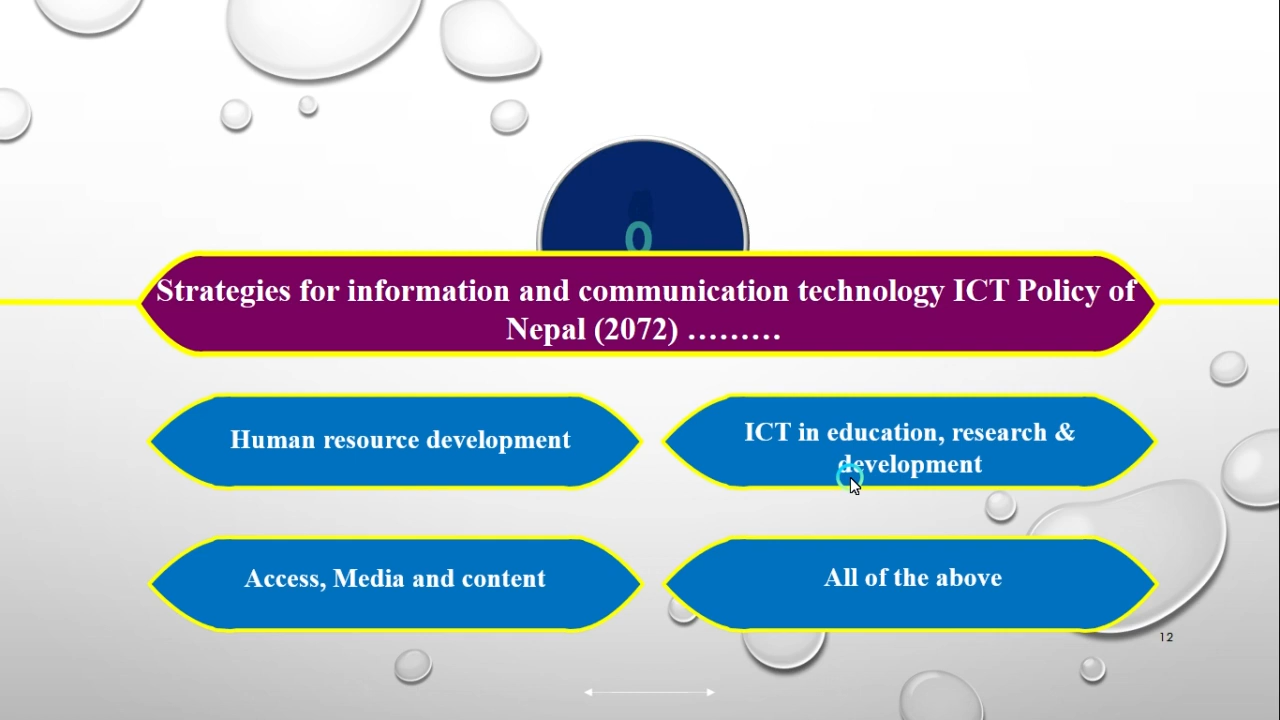 0
Strategies for information and communication technology ICT Policy of
Nepal (2072) .........
Human resource development
ICT in education, research &
development
Access, Media and content
All of the above
12